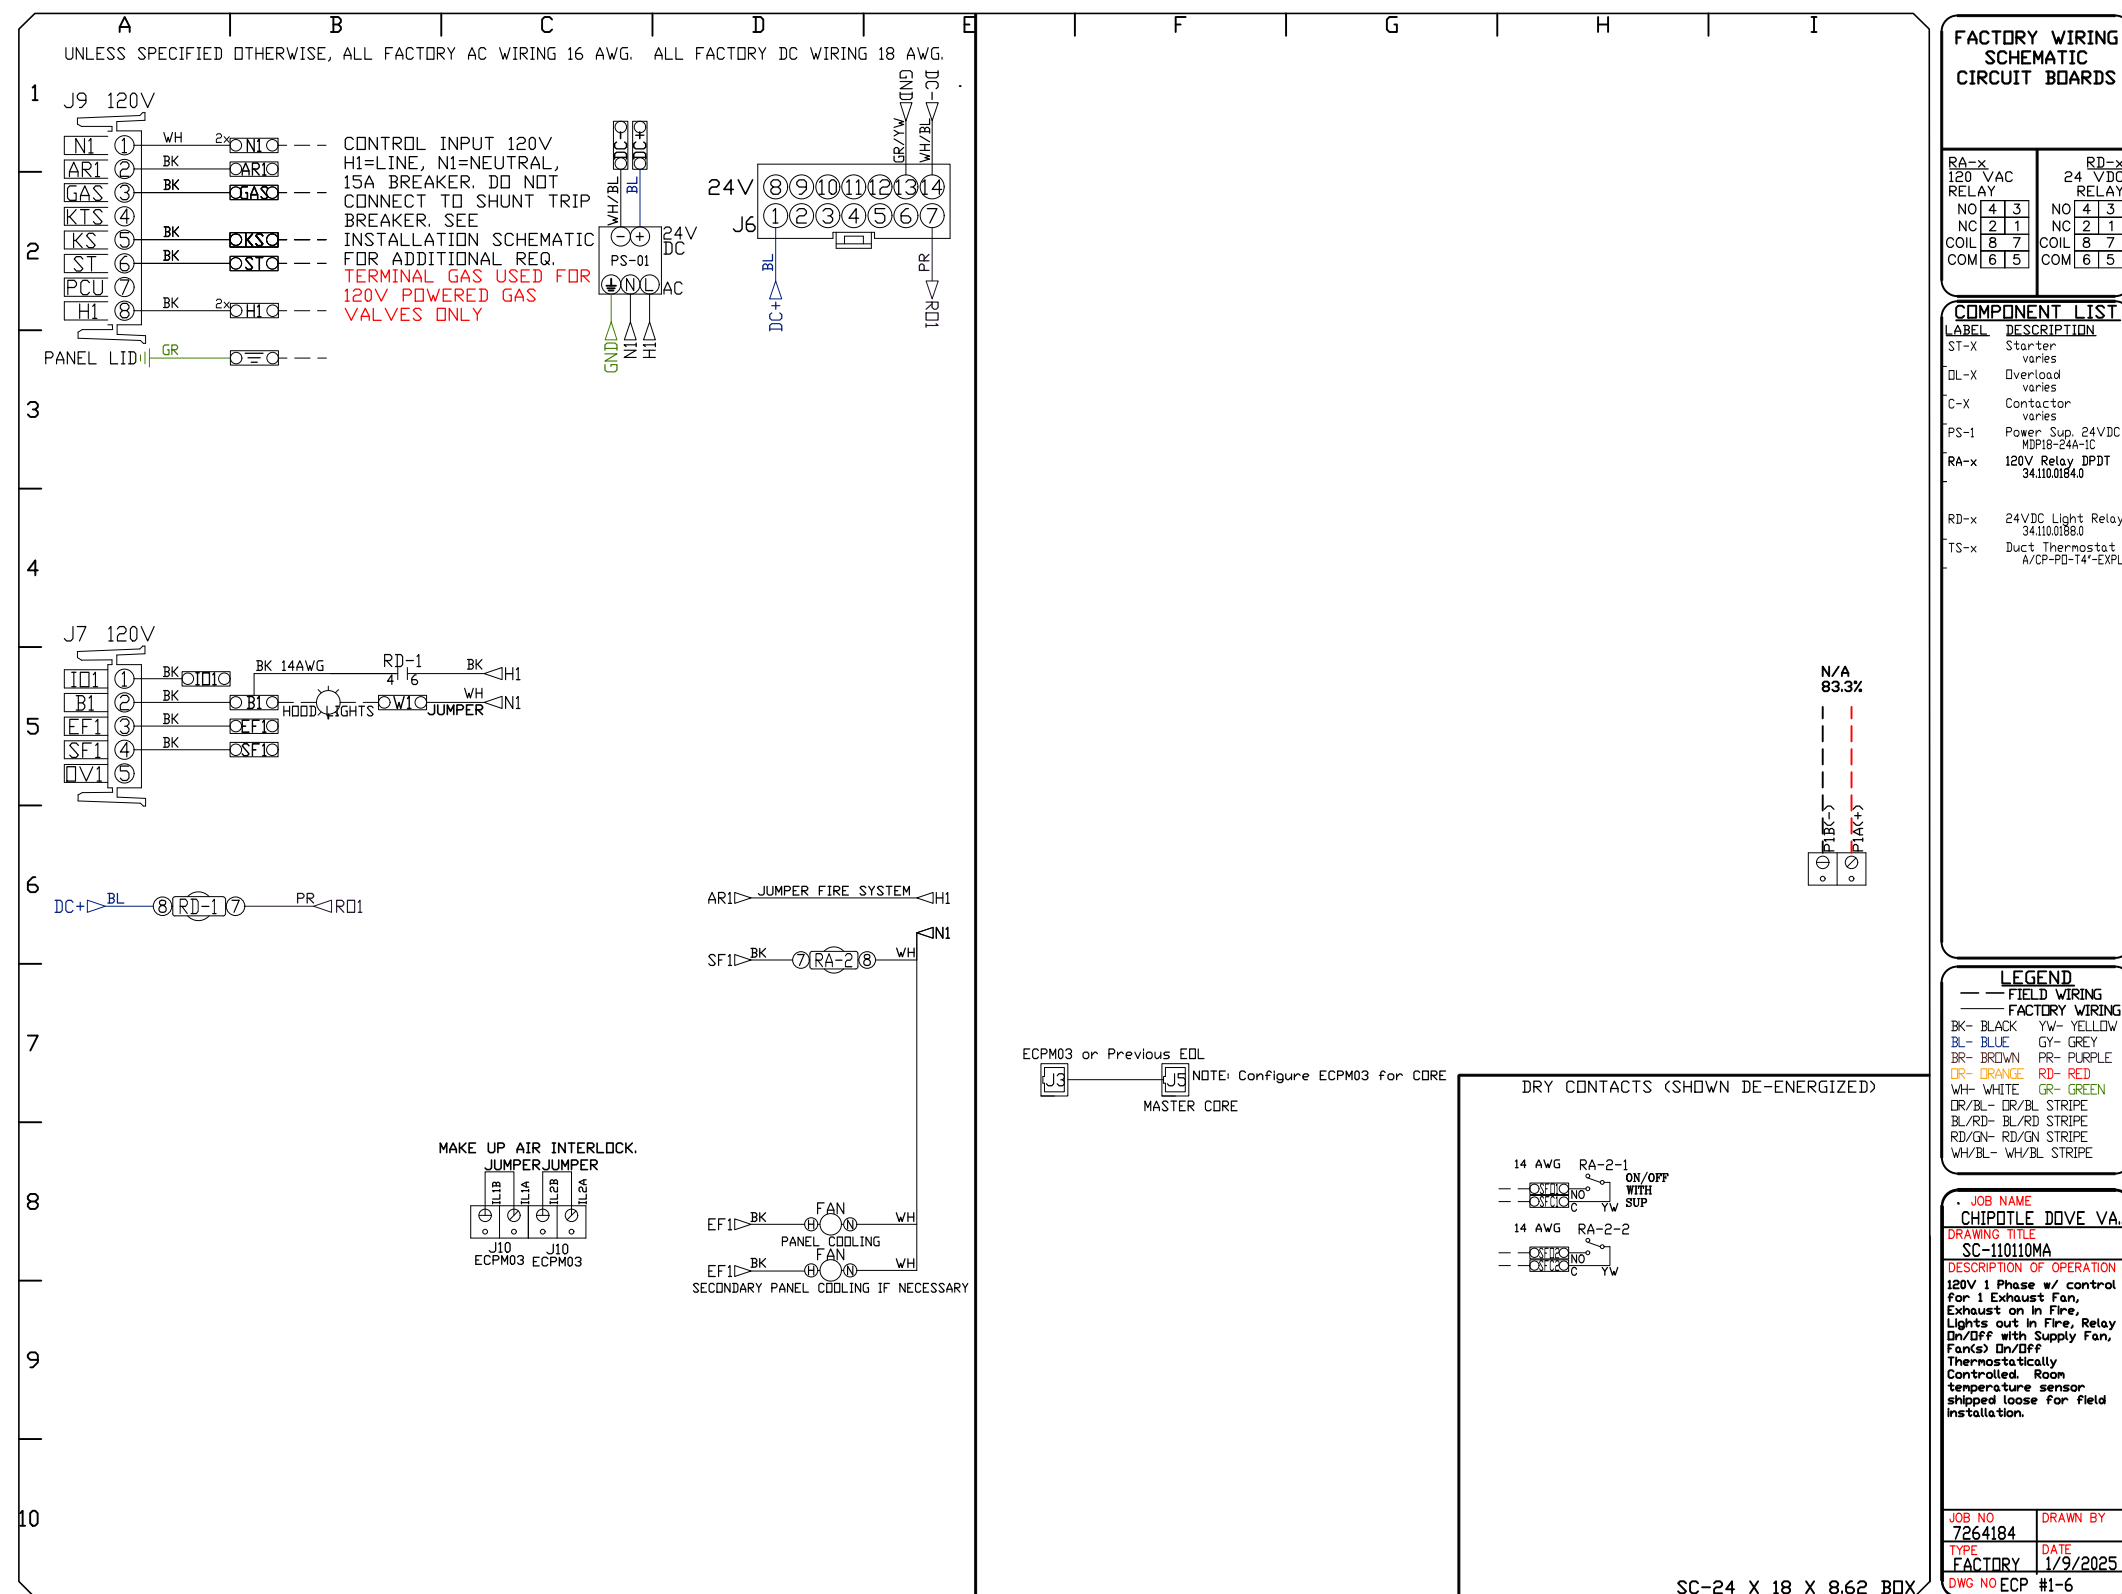 A B C D E F G H I
UNLESS SPECIFIED OTHERWISE, ALL FACTORY AC WIRING 16 AWG. ALL FACTORY DC WIRING 18 AWG.
1
2
3
4
5
6
7
8
9
10
J9 120V
N1 1 WH 2x N1
AR1 2 BK AR1
GAS 3 BK GAS
KTS 4
KS 5 BK KS
ST 6 BK ST
PCU 7
H1 8 BK 2x H1
PANEL LID GR
CONTROL INPUT 120V
H1=LINE, N1=NEUTRAL,
15A BREAKER. DO NOT
CONNECT TO SHUNT TRIP
BREAKER. SEE
INSTALLATION SCHEMATIC
FOR ADDITIONAL REQ.
TERMINAL GAS USED FOR
120V POWERED GAS
VALVES ONLY
DC- DC+
WH/BL BL
- + 24V
DC
PS-01
N L AC
GND N1 H1
GND DC-
GR/YW WH/BL
24V 8 9 10 11 12 13 14
J6 1 2 3 4 5 6 7
BL PR
DC+ RO1
J7 120V
IO1 1 BK IO1
B1 2 BK B1
EF1 3 BK EF1
SF1 4 BK SF1
OV1 5
BK 14AWG RD-1 BK H1
4 6
HOOD LIGHTS W1 JUMPER WH N1
DC+ BL 8 RD-1 7 PR RO1
AR1 JUMPER FIRE SYSTEM H1
N1
SF1 BK 7 RA-2 8 WH
MAKE UP AIR INTERLOCK.
JUMPER JUMPER
IL1B IL1A IL2B IL2A
J10 J10
ECPM03 ECPM03
EF1 BK H FAN N WH
PANEL COOLING
EF1 BK H FAN N WH
SECONDARY PANEL COOLING IF NECESSARY
N/A
83.3%
P1B(-) P1A(+)
ECPM03 or Previous EOL
J3 J5 NOTE: Configure ECPM03 for CORE
MASTER CORE
DRY CONTACTS (SHOWN DE-ENERGIZED)
14 AWG RA-2-1
SFO1 NO ON/OFF
SFC1 C YW WITH
SUP
14 AWG RA-2-2
SFO2 NO
SFC2 C YW
SC-24 X 18 X 8.62 BOX
FACTORY WIRING
SCHEMATIC
CIRCUIT BOARDS
RA-x RD-x
120 VAC 24 VDC
RELAY RELAY
NO 4 3 NO 4 3
NC 2 1 NC 2 1
COIL 8 7 COIL 8 7
COM 6 5 COM 6 5
COMPONENT LIST
LABEL DESCRIPTION
ST-X Starter
varies
OL-X Overload
varies
C-X Contactor
varies
PS-1 Power Sup. 24VDC
MDP18-24A-1C
RA-x 120V Relay DPDT
34.110.0184.0
RD-x 24VDC Light Relay
34.110.0188.0
TS-x Duct Thermostat
A/CP-PO-T4"-EXPL
LEGEND
FIELD WIRING
FACTORY WIRING
BK- BLACK YW- YELLOW
BL- BLUE GY- GREY
BR- BROWN PR- PURPLE
OR- ORANGE RD- RED
WH- WHITE GR- GREEN
OR/BL- OR/BL STRIPE
BL/RD- BL/RD STRIPE
RD/GN- RD/GN STRIPE
WH/BL- WH/BL STRIPE
JOB NAME
CHIPOTLE DOVE VA.
DRAWING TITLE
SC-110110MA
DESCRIPTION OF OPERATION
120V 1 Phase w/ control
for 1 Exhaust Fan,
Exhaust on in Fire,
Lights out in Fire, Relay
On/Off with Supply Fan,
Fan(s) On/Off
Thermostatically
Controlled. Room
temperature sensor
shipped loose for field
installation.
JOB NO DRAWN BY
7264184
TYPE DATE
FACTORY 1/9/2025
DWG NO ECP #1-6